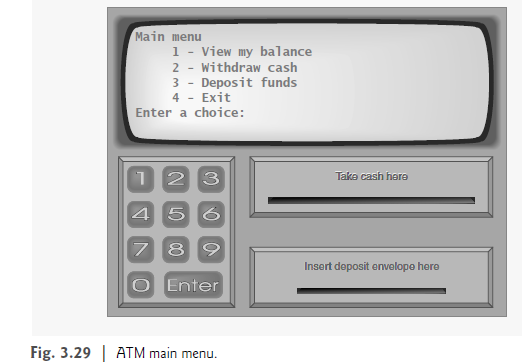 Main menu
1 - View my balance
2 - Withdraw cash
3 - Deposit funds
4 - Exit
Enter a choice:
1 2 3
Take cash here
4 5 6
7 8 9
Insert deposit envelope here
0 Enter
Fig. 3.29 | ATM main menu.